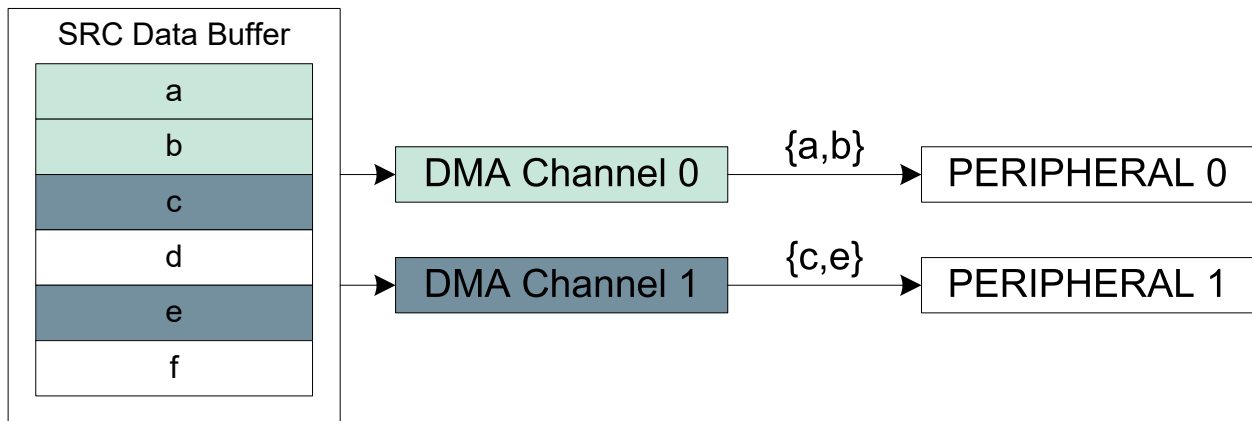 SRC Data Buffer
a
b
c
d
e
f
DMA Channel 0
{a,b}
PERIPHERAL 0
DMA Channel 1
{c,e}
PERIPHERAL 1